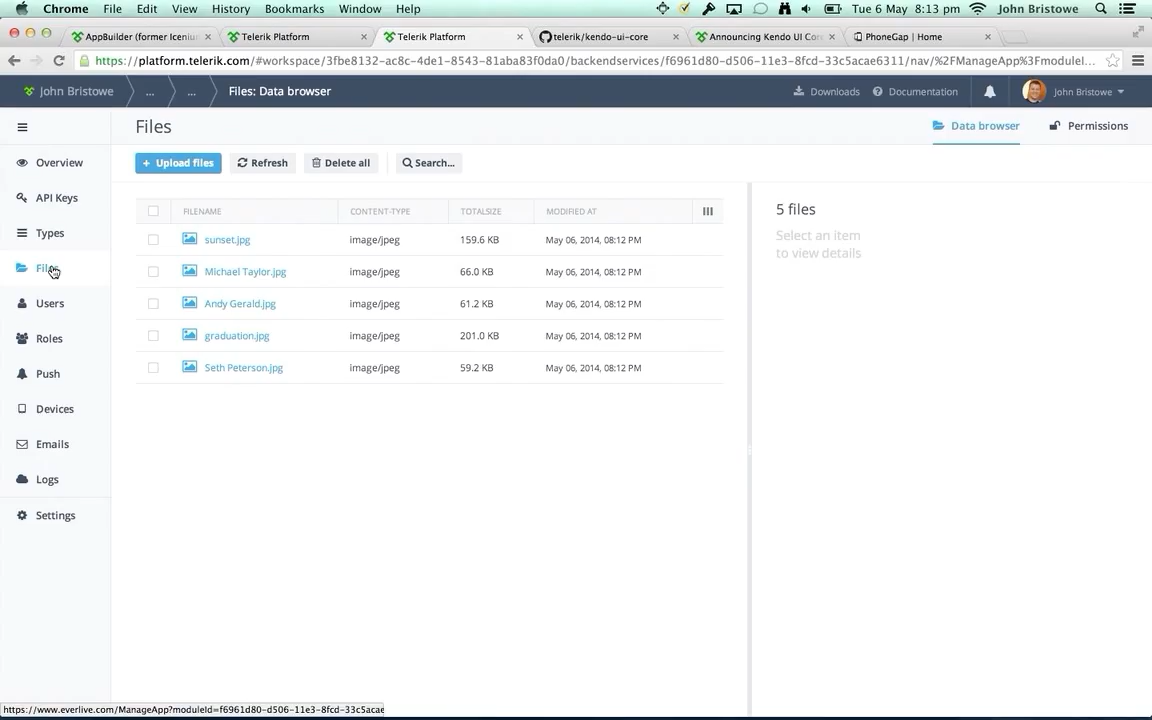 Chrome File Edit View History Bookmarks Window Help Tue 6 May 8:13 pm John Bristowe
AppBuilder (former Iceniu Telerik Platform Telerik Platform telerik/kendo-ui-core Announcing Kendo UI Co PhoneGap | Home
https://platform.telerik.com/#workspace/3fbe8132-ac8c-4de1-8543-81aba83f0da0/backendservices/f6961d80-d506-11e3-8fcd-33c5acae6311/nav/%2FManageApp%3FmoduleI...
John Bristowe ... ... Files: Data browser Downloads Documentation John Bristowe
Files Data browser Permissions
+ Upload files Refresh Delete all Search...
Overview
API Keys
Types
Files
Users
Roles
Push
Devices
Emails
Logs
Settings
FILENAME CONTENT-TYPE TOTALSIZE MODIFIED AT
sunset.jpg image/jpeg 159.6 KB May 06, 2014, 08:12 PM
Michael Taylor.jpg image/jpeg 66.0 KB May 06, 2014, 08:12 PM
Andy Gerald.jpg image/jpeg 61.2 KB May 06, 2014, 08:12 PM
graduation.jpg image/jpeg 201.0 KB May 06, 2014, 08:12 PM
Seth Peterson.jpg image/jpeg 59.2 KB May 06, 2014, 08:12 PM
5 files
Select an item
to view details
https://www.everlive.com/ManageApp?moduleId=f6961d80-d506-11e3-8fcd-33c5acae